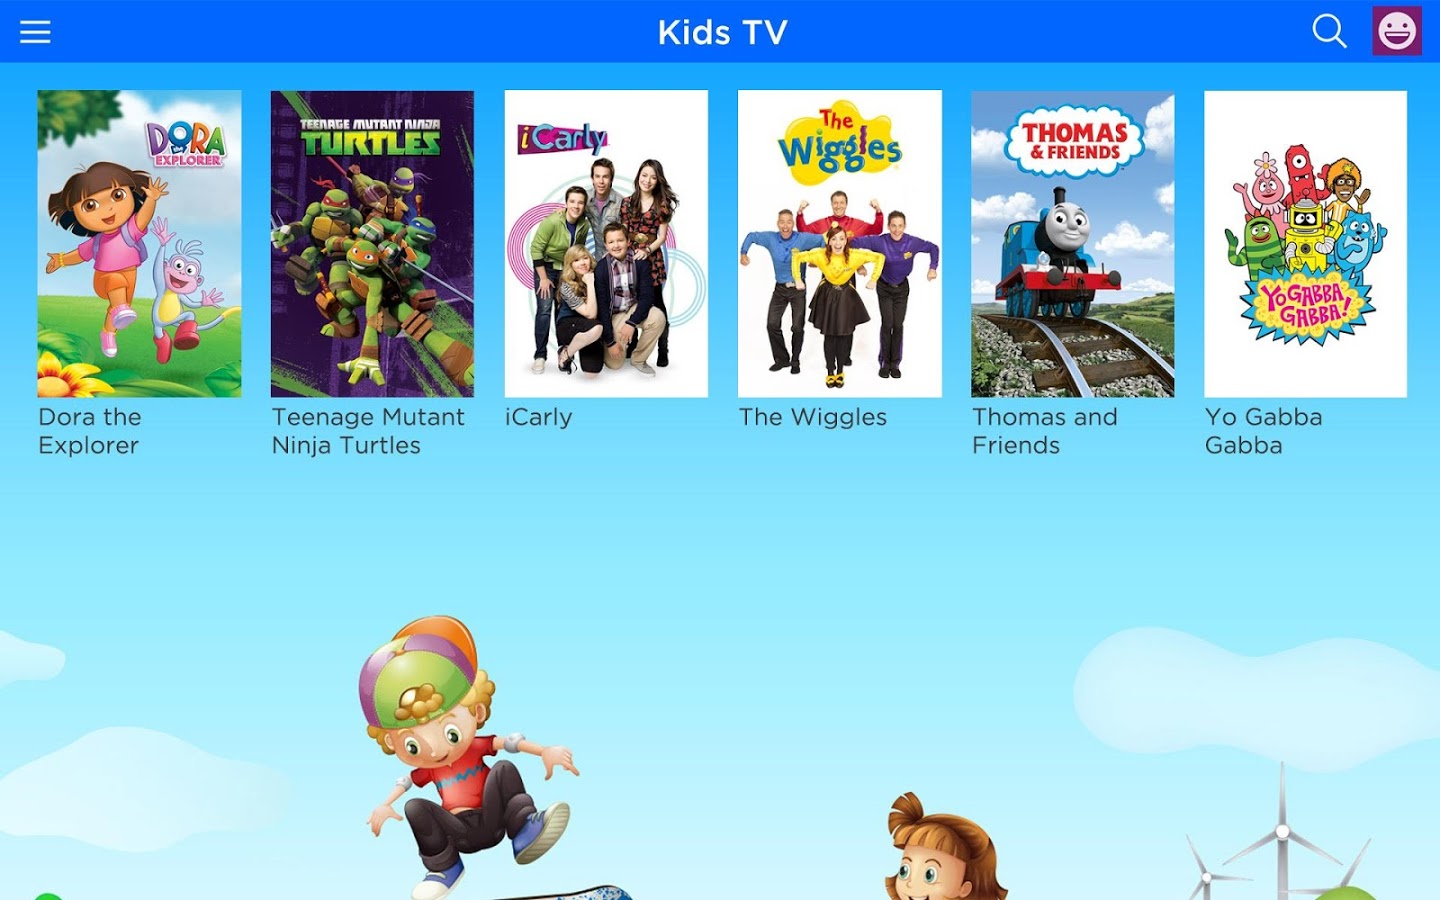 Kids TV
DORA
the
EXPLORER
TEENAGE MUTANT NINJA
TURTLES
iCarly
The
Wiggles
THOMAS
& FRIENDS
YO GABBA
GABBA!
Dora the
Explorer
Teenage Mutant
Ninja Turtles
iCarly
The Wiggles
Thomas and
Friends
Yo Gabba
Gabba